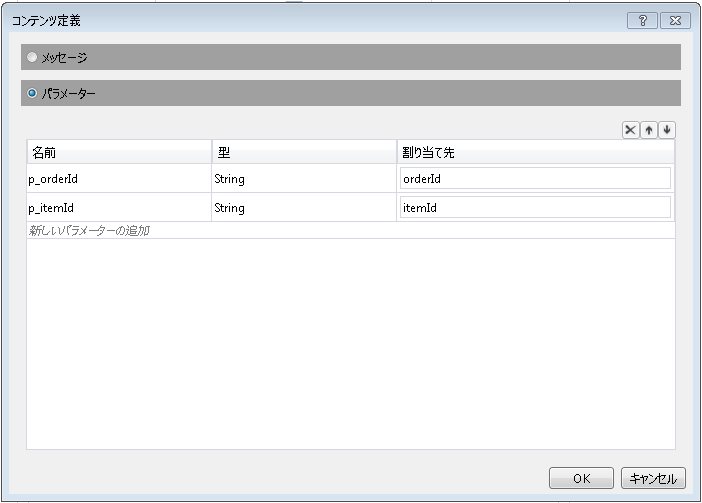 コンテンツ定義
メッセージ
パラメーター
名前 型 割り当て先
p_orderId String orderId
p_itemId String itemId
新しいパラメーターの追加
OK キャンセル